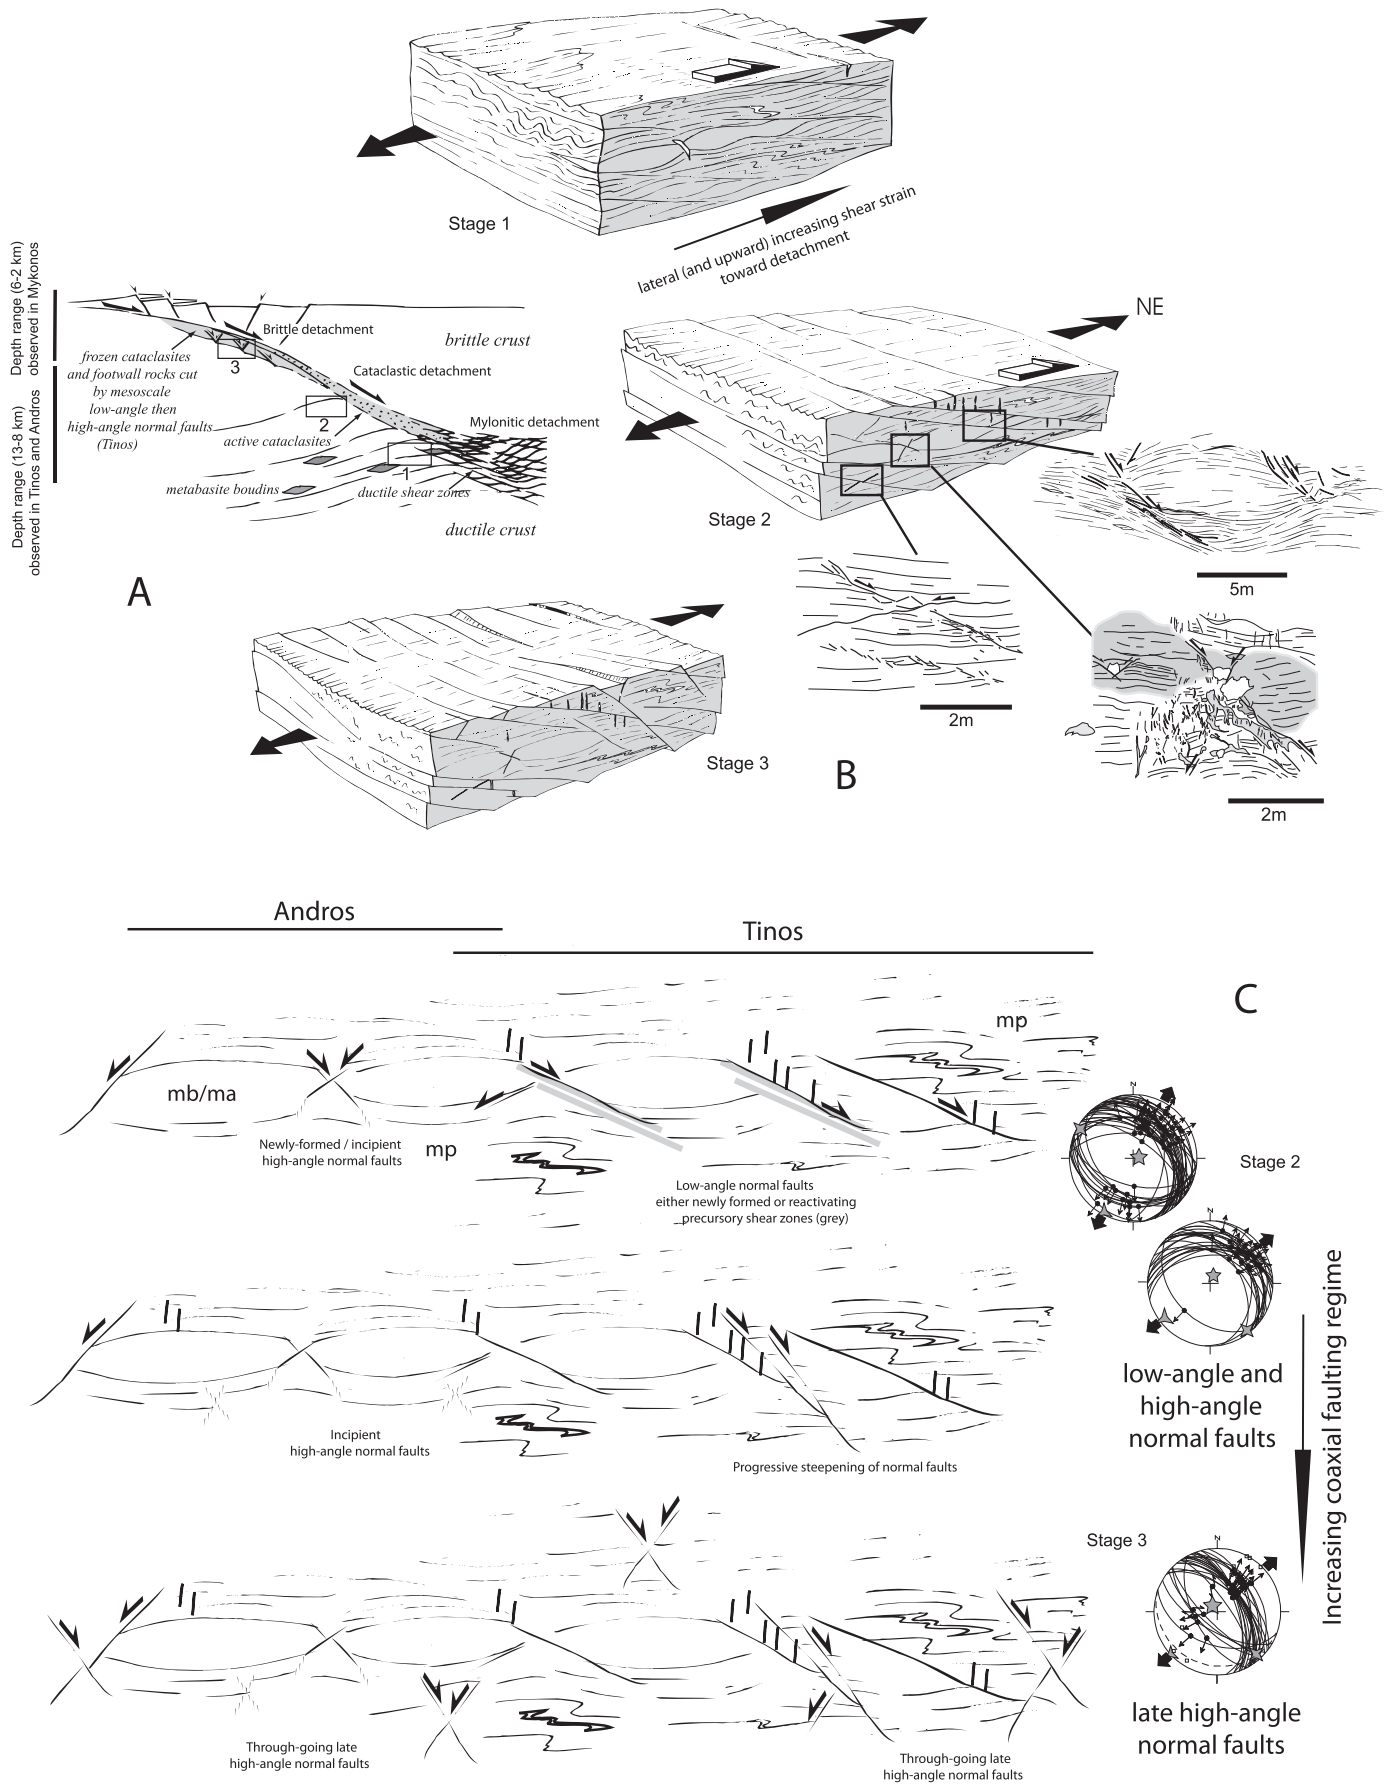 Stage 1
lateral (and upward) increasing shear strain
toward detachment
Depth range (6-2 km)
observed in Mykonos
Depth range (13-8 km)
observed in Tinos and Andros
Brittle detachment
brittle crust
frozen cataclasites
and footwall rocks cut
by mesoscale
low-angle then
high-angle normal faults
(Tinos)
3
Cataclastic detachment
2
active cataclasites
Mylonitic detachment
1
metabasite boudins
ductile shear zones
ductile crust
A
NE
Stage 2
5m
2m
2m
Stage 3
B
Andros
Tinos
C
mp
mb/ma
Newly-formed / incipient
high-angle normal faults
mp
Low-angle normal faults
either newly formed or reactivating
precursory shear zones (grey)
N
Stage 2
N
low-angle and
high-angle
normal faults
Incipient
high-angle normal faults
Progressive steepening of normal faults
Increasing coaxial faulting regime
Stage 3
N
late high-angle
normal faults
Through-going late
high-angle normal faults
Through-going late
high-angle normal faults